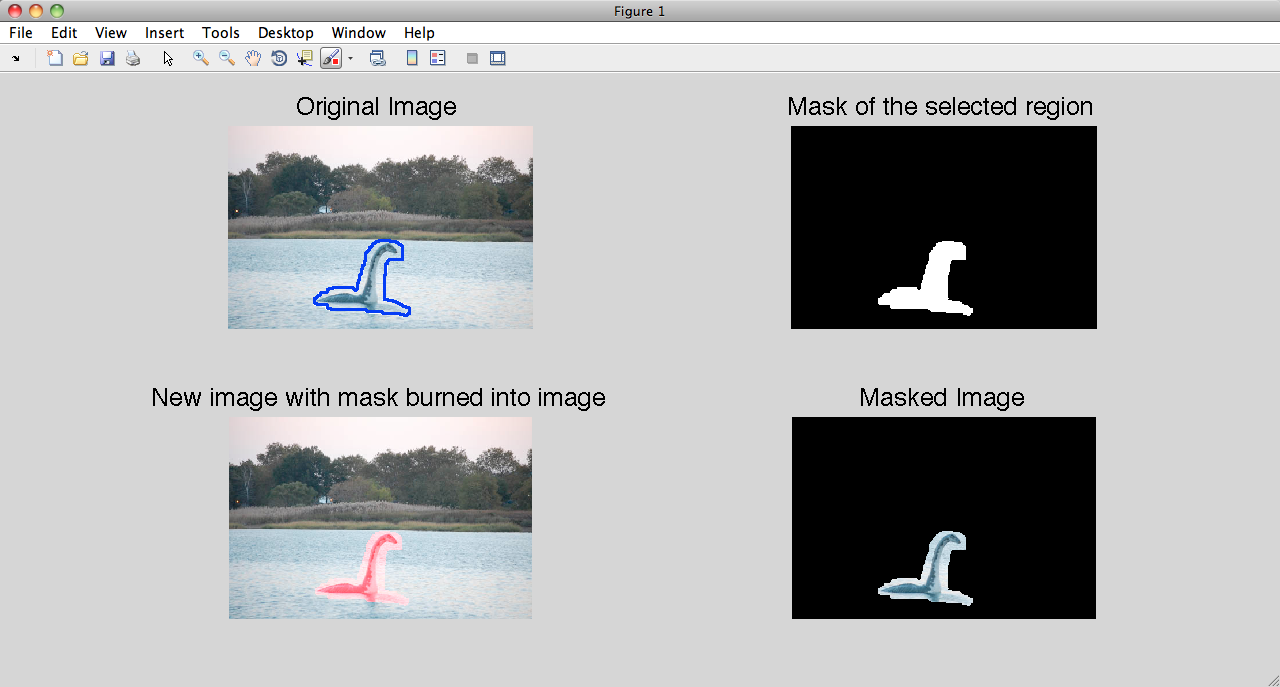 Figure 1
File Edit View Insert Tools Desktop Window Help
Original Image
Mask of the selected region
New image with mask burned into image
Masked Image